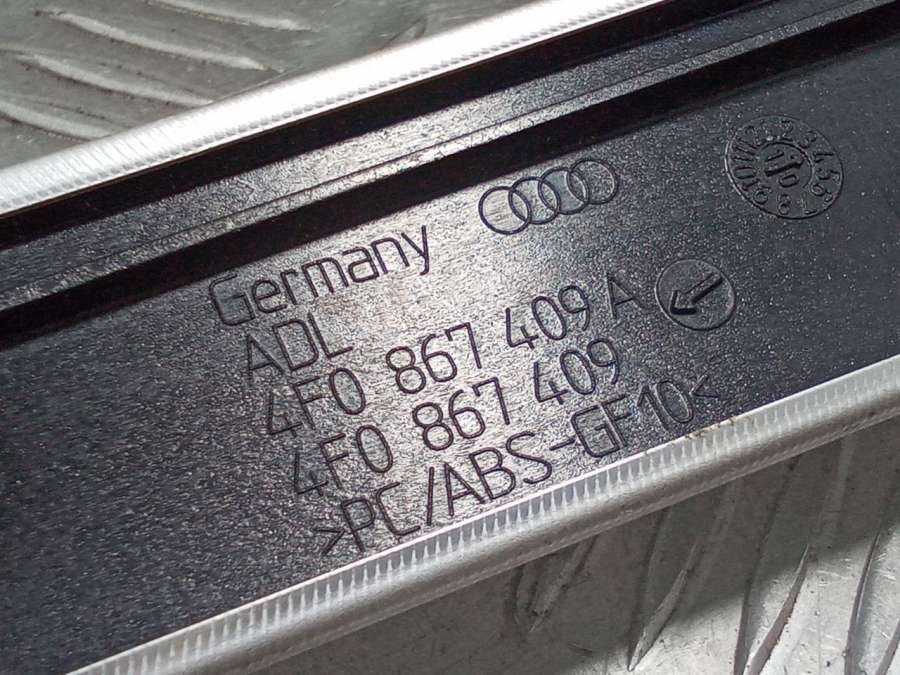 Germany
ADL
4F0 867 409 A
4F0 867 409
>PC/ABS-GF10<